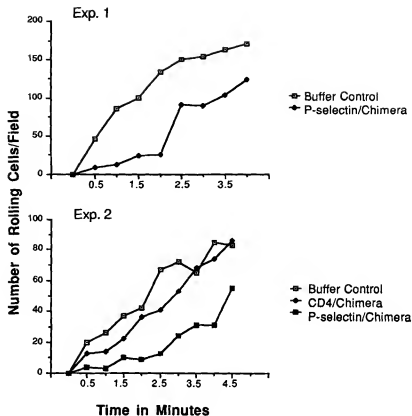 Exp. 1
200
150
100
50
0
0.5 1.5 2.5 3.5
Buffer Control
P-selectin/Chimera
Number of Rolling Cells/Field
Exp. 2
100
80
60
40
20
0
0.5 1.5 2.5 3.5 4.5
Buffer Control
CD4/Chimera
P-selectin/Chimera
Time in Minutes